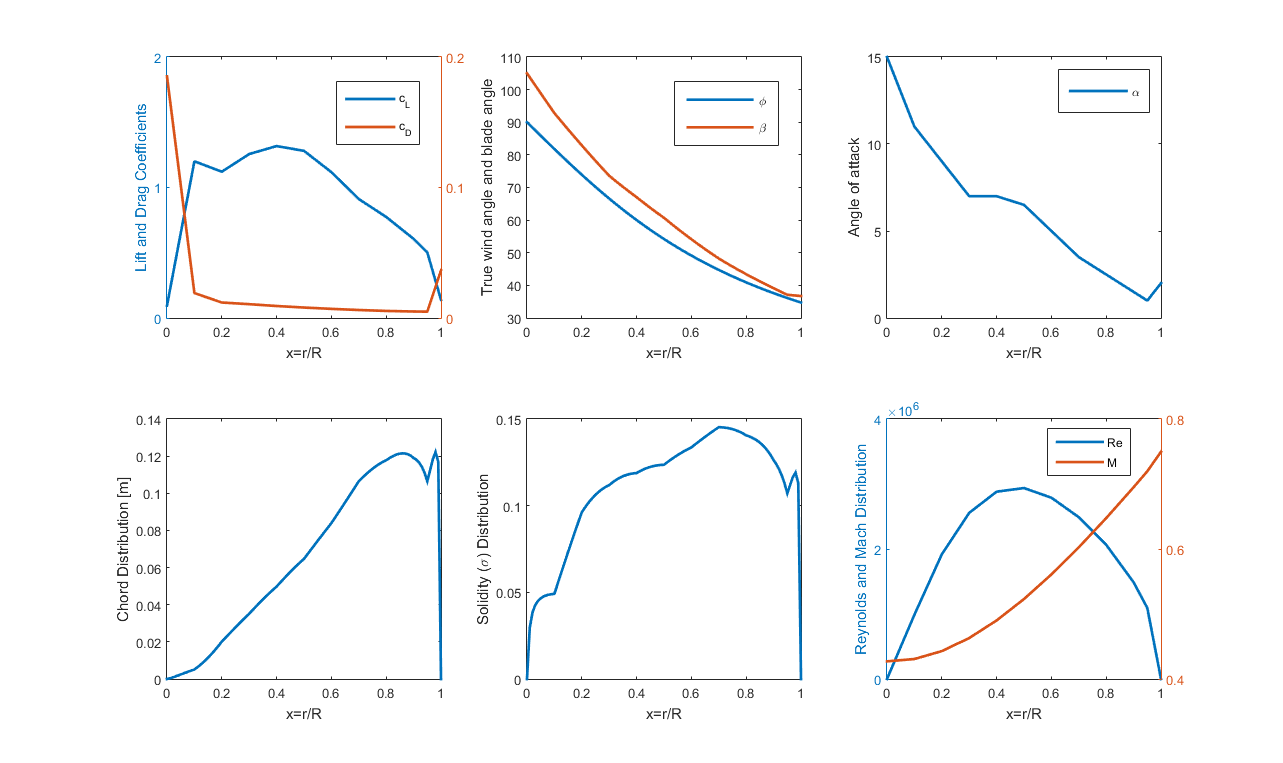 Lift and Drag Coefficients
2
1
0
0.2
0.1
0
c_L
c_D
0 0.2 0.4 0.6 0.8 1
x=r/R
True wind angle and blade angle
110
100
90
80
70
60
50
40
30
ϕ
β
0 0.2 0.4 0.6 0.8 1
x=r/R
Angle of attack
15
10
5
0
α
0 0.2 0.4 0.6 0.8 1
x=r/R
Chord Distribution [m]
0.14
0.12
0.1
0.08
0.06
0.04
0.02
0
0 0.2 0.4 0.6 0.8 1
x=r/R
Solidity (σ) Distribution
0.15
0.1
0.05
0
0 0.2 0.4 0.6 0.8 1
x=r/R
Reynolds and Mach Distribution
×10^6
4
2
0
0.8
0.6
0.4
Re
M
0 0.2 0.4 0.6 0.8 1
x=r/R